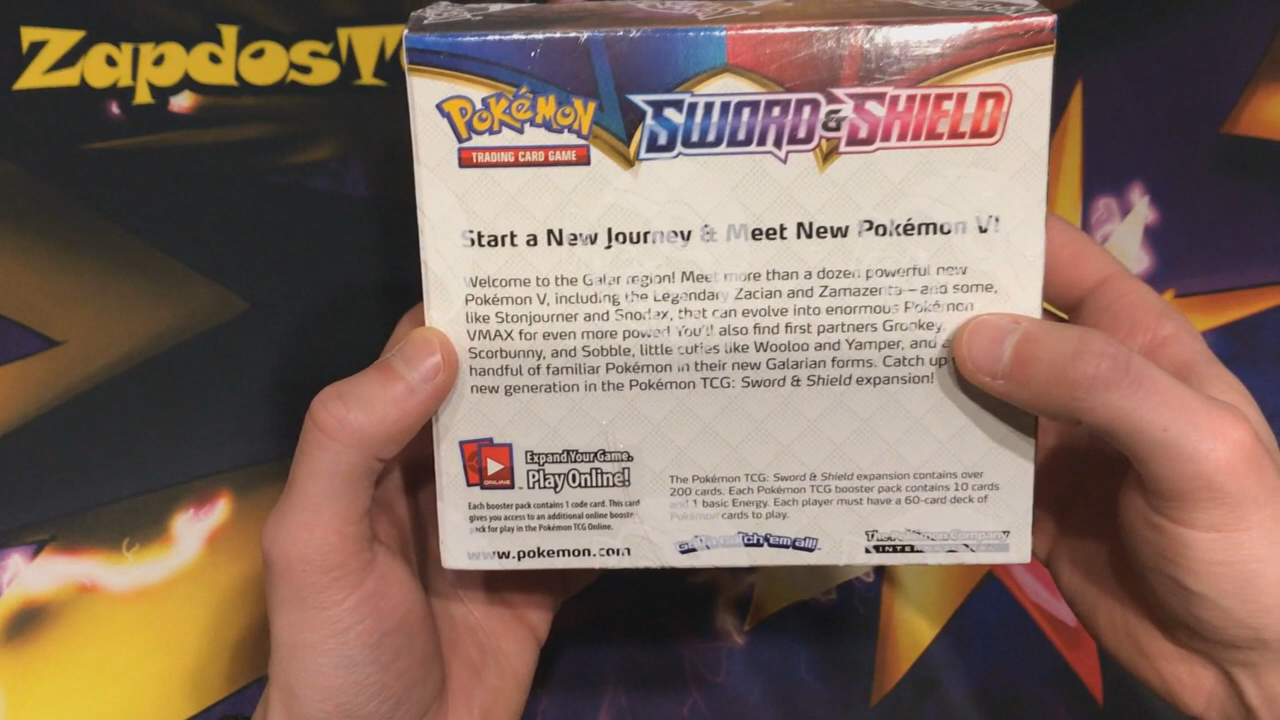 ZapdosT
POKéMON
TRADING CARD GAME
SWORD & SHIELD
Start a New Journey & Meet New Pokémon V!
Welcome to the Galar region! Meet more than a dozen powerful new
Pokémon V, including the Legendary Zacian and Zamazenta – and some,
like Stonjourner and Snorlax, that can evolve into enormous Pokémon
VMAX for even more power! You'll also find first partners Grookey,
Scorbunny, and Sobble, little cuties like Wooloo and Yamper, and a
handful of familiar Pokémon in their new Galarian forms. Catch up
new generation in the Pokémon TCG: Sword & Shield expansion!
ONLINE
Expand Your Game.
Play Online!
Each booster pack contains 1 code card. This card
gives you access to an additional online booster
pack for play in the Pokémon TCG Online.
www.pokemon.com
The Pokémon TCG: Sword & Shield expansion contains over
200 cards. Each Pokémon TCG booster pack contains 10 cards
and 1 basic Energy. Each player must have a 60-card deck of
Pokémon cards to play.
Gotta catch 'em all!
The Pokémon Company
INTERNATIONAL